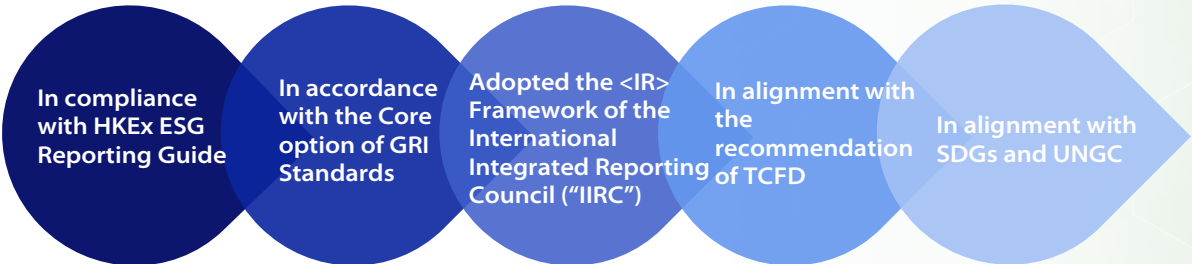 In compliance
with HKEx ESG
Reporting Guide
In accordance
with the Core
option of GRI
Standards
Adopted the <IR>
Framework of the
International
Integrated Reporting
Council (“IIRC”)
In alignment with
the
recommendation
of TCFD
In alignment with
SDGs and UNGC